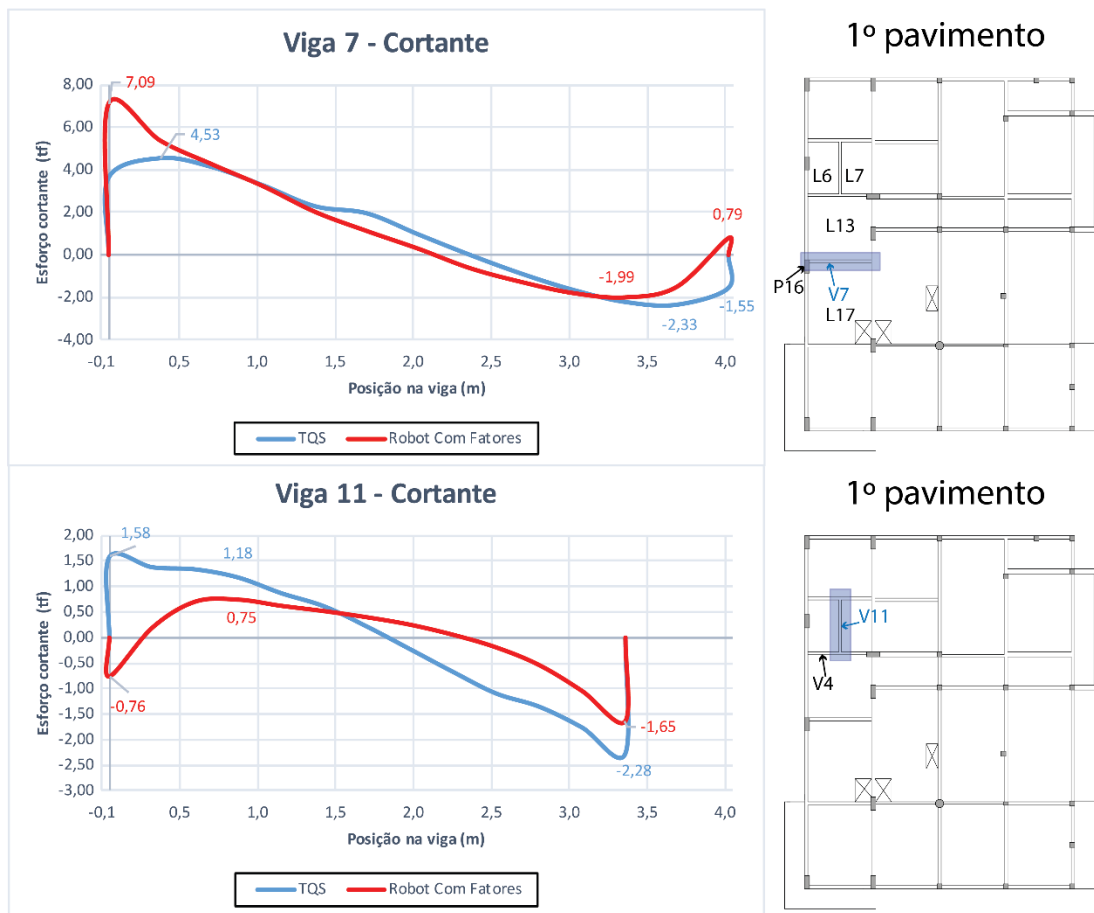 Viga 7 - Cortante
8,00
6,00
4,00
2,00
0,00
-2,00
-4,00
Esforço cortante (tf)
7,09
4,53
0,79
-1,99
-2,33
-1,55
-0,1
0,5
1,0
1,5
2,0
2,5
3,0
3,5
4,0
Posição na viga (m)
TQS
Robot Com Fatores
1º pavimento
L6
L7
L13
P16
V7
L17
Viga 11 - Cortante
2,00
1,50
1,00
0,50
0,00
-0,50
-1,00
-1,50
-2,00
-2,50
-3,00
Esforço cortante (tf)
1,58
1,18
0,75
-0,76
-1,65
-2,28
-0,1
0,5
1,0
1,5
2,0
2,5
3,0
3,5
4,0
Posição na viga (m)
TQS
Robot Com Fatores
1º pavimento
V11
V4